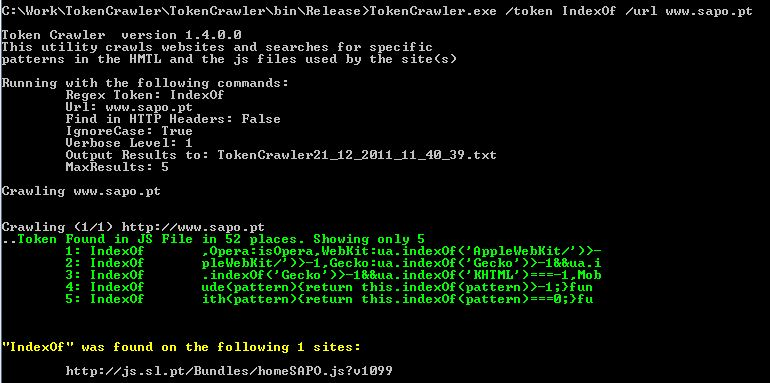 C:\Work\TokenCrawler\TokenCrawler\bin\Release>TokenCrawler.exe /token IndexOf /url www.sapo.pt
Token Crawler  version 1.4.0.0
This utility crawls websites and searches for specific
patterns in the HMTL and the js files used by the site(s)
Running with the following commands:
Regex Token: IndexOf
Url: www.sapo.pt
Find in HTTP Headers: False
IgnoreCase: True
Verbose Level: 1
Output Results to: TokenCrawler21_12_2011_11_40_39.txt
MaxResults: 5
Crawling www.sapo.pt
Crawling (1/1) http://www.sapo.pt
..Token Found in JS File in 52 places. Showing only 5
1: IndexOf ,Opera:isOpera,WebKit:ua.indexOf('AppleWebKit/')>-
2: IndexOf pleWebKit/')>-1,Gecko:ua.indexOf('Gecko')>-1&&ua.i
3: IndexOf .indexOf('Gecko')>-1&&ua.indexOf('KHTML')===-1,Mob
4: IndexOf ude(pattern){return this.indexOf(pattern)>-1;}fun
5: IndexOf ith(pattern){return this.indexOf(pattern)===0;}fu
"IndexOf" was found on the following 1 sites:
http://js.sl.pt/Bundles/homeSAPO.js?v1099